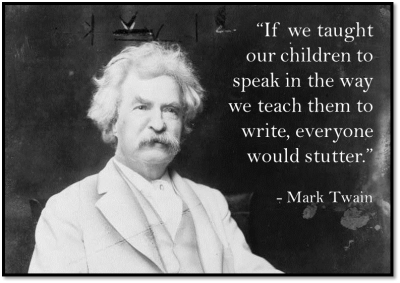 “If we taught
our children to
speak in the way
we teach them to
write, everyone
would stutter.”
- Mark Twain